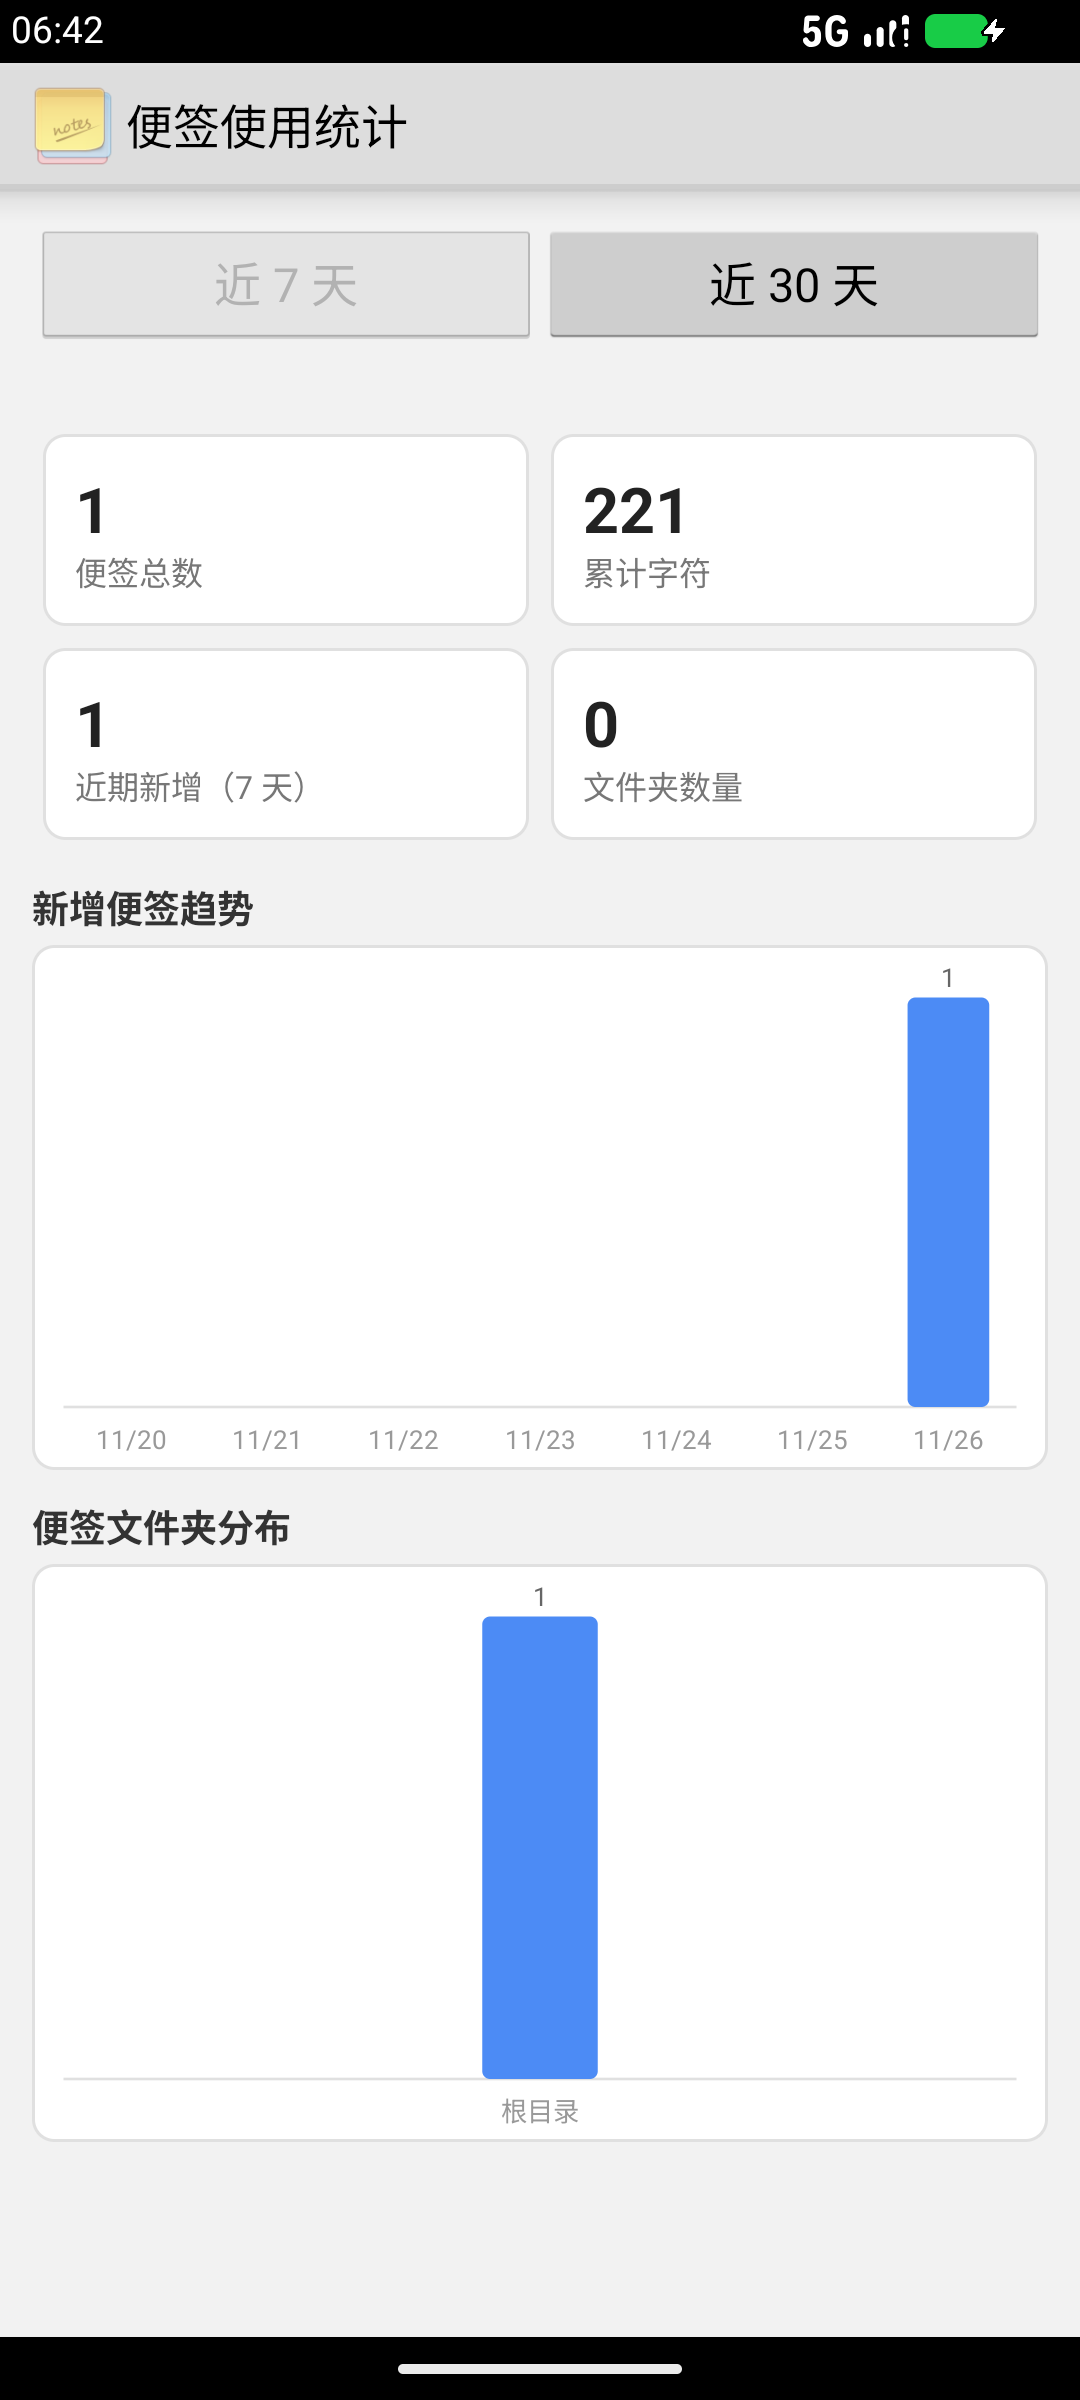 06:42
5G
notes
便签使用统计
近 7 天
近 30 天
1
便签总数
221
累计字符
1
近期新增（7 天）
0
文件夹数量
新增便签趋势
1
11/20 11/21 11/22 11/23 11/24 11/25 11/26
便签文件夹分布
1
根目录